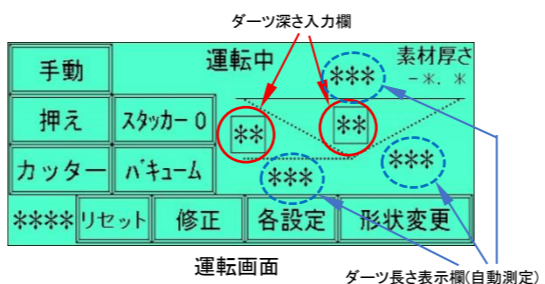 ダーツ深さ入力欄
手動
運転中
素材厚さ
***
-*. *
押え
スタッカー 0
**
**
カッター
バキューム
***
***
****
リセット
修正
各設定
形状変更
運転画面
ダーツ長さ表示欄(自動測定)